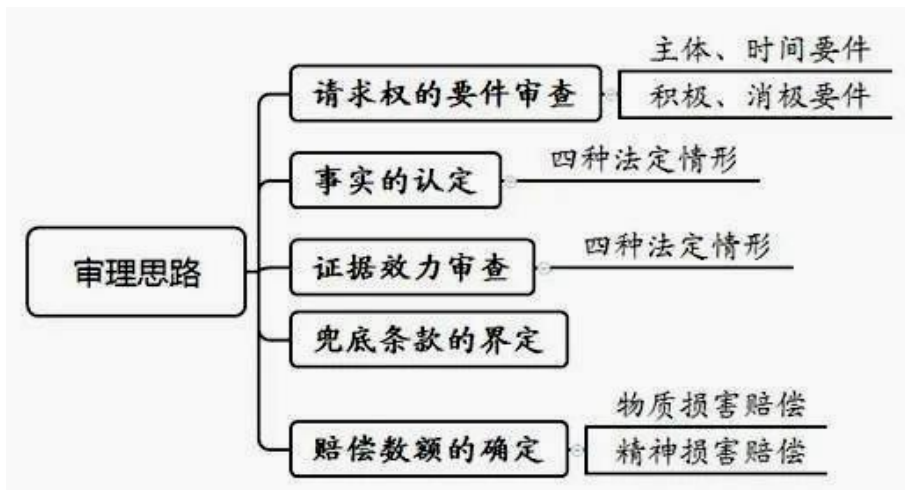 审理思路
请求权的要件审查
主体、时间要件
积极、消极要件
事实的认定
四种法定情形
证据效力审查
四种法定情形
兜底条款的界定
赔偿数额的确定
物质损害赔偿
精神损害赔偿